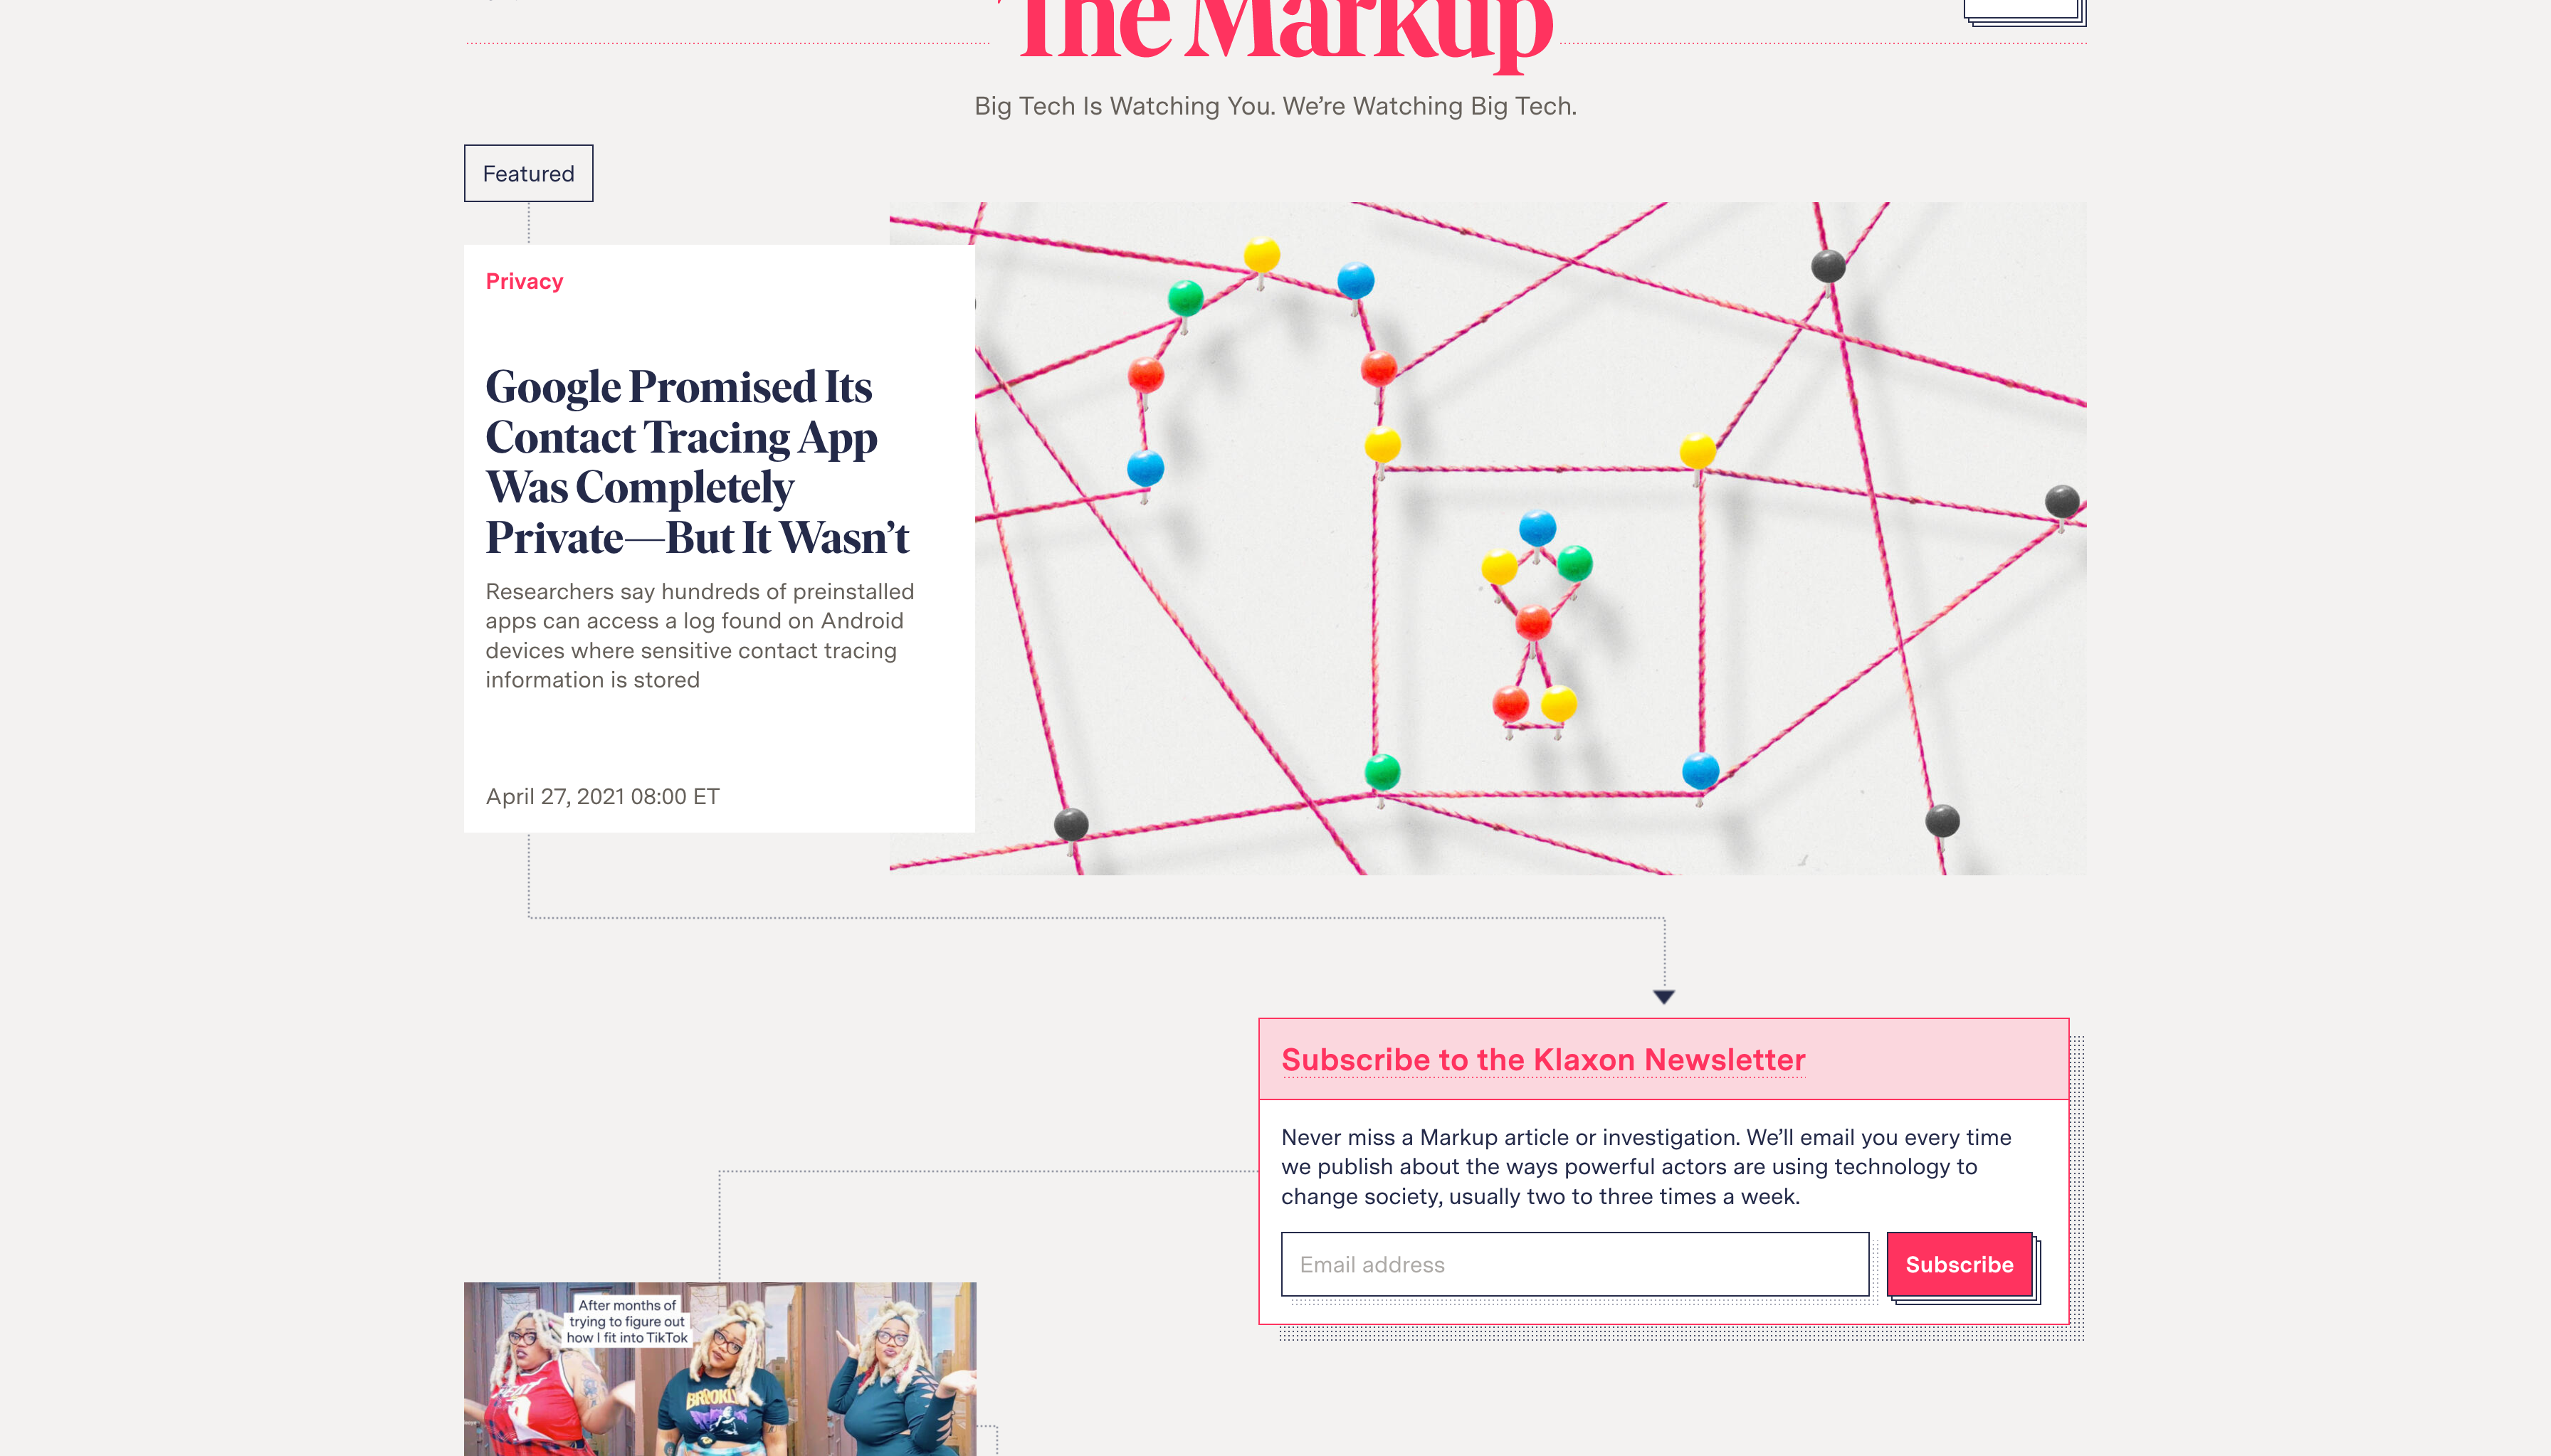 The Markup
Big Tech Is Watching You. We’re Watching Big Tech.
Featured
Privacy
Google Promised Its
Contact Tracing App
Was Completely
Private—But It Wasn’t
Researchers say hundreds of preinstalled
apps can access a log found on Android
devices where sensitive contact tracing
information is stored
April 27, 2021 08:00 ET
Subscribe to the Klaxon Newsletter
Never miss a Markup article or investigation. We’ll email you every time
we publish about the ways powerful actors are using technology to
change society, usually two to three times a week.
Email address
Subscribe
After months of
trying to figure out
how I fit into TikTok
BROOKLYN